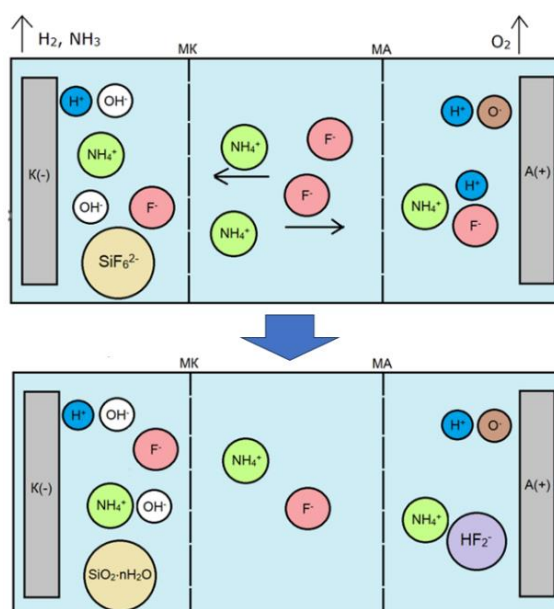 H₂, NH₃
O₂
MK
MA
H⁺ OH⁻
H⁺ O⁻
NH₄⁺
NH₄⁺ F⁻
H⁺
K(-)
A(+)
OH⁻ F⁻
F⁻
NH₄⁺
F⁻
NH₄⁺
SiF₆²⁻
MK
MA
H⁺ OH⁻
H⁺ O⁻
F⁻
NH₄⁺
K(-)
A(+)
NH₄⁺ OH⁻
F⁻
NH₄⁺
HF₂⁻
SiO₂·nH₂O